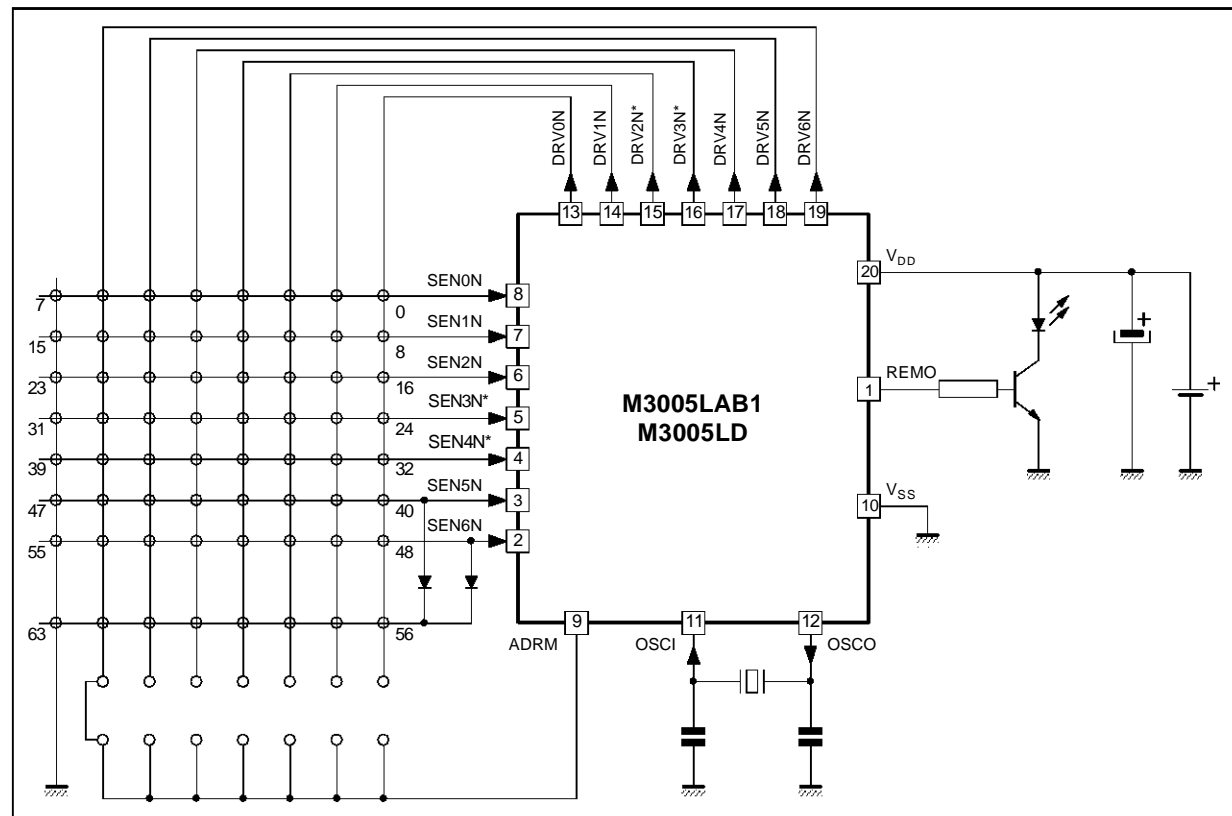 DRV0N
DRV1N
DRV2N*
DRV3N*
DRV4N
DRV5N
DRV6N
13 14 15 16 17 18 19
20 VDD
7 0 SEN0N 8
15 8 SEN1N 7
23 16 SEN2N 6
31 24 SEN3N* 5
39 32 SEN4N* 4
47 40 SEN5N 3
55 48 SEN6N 2
63 56
M3005LAB1
M3005LD
1 REMO
+
+
10 VSS
ADRM 9
OSCI 11
12 OSCO